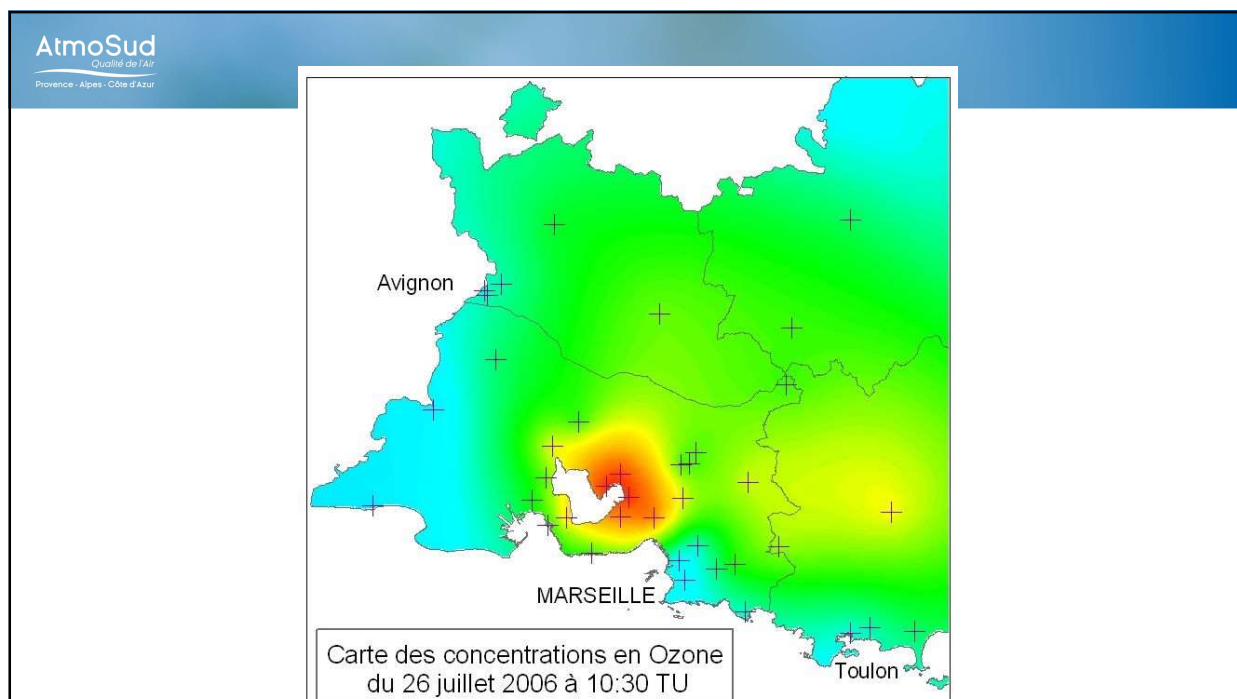 AtmoSud
Qualité de l'Air
Provence - Alpes - Côte d'Azur
Avignon
MARSEILLE
Toulon
Carte des concentrations en Ozone
du 26 juillet 2006 à 10:30 TU